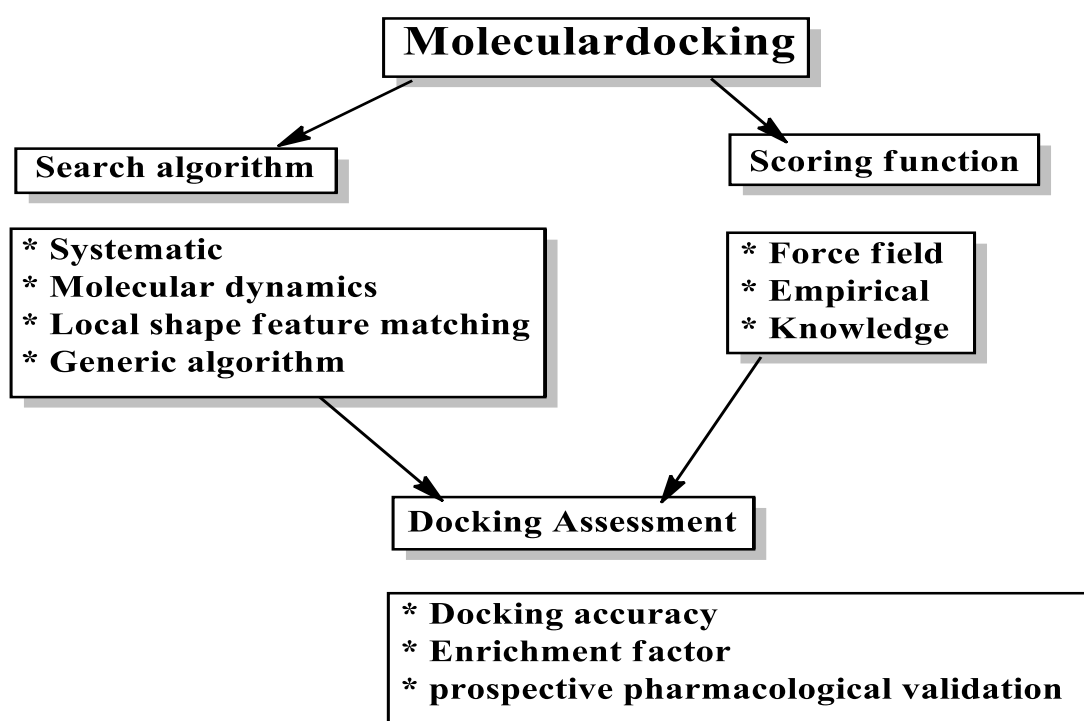 Moleculardocking
Search algorithm
Scoring function
* Systematic
* Molecular dynamics
* Local shape feature matching
* Generic algorithm
* Force field
* Empirical
* Knowledge
Docking Assessment
* Docking accuracy
* Enrichment factor
* prospective pharmacological validation